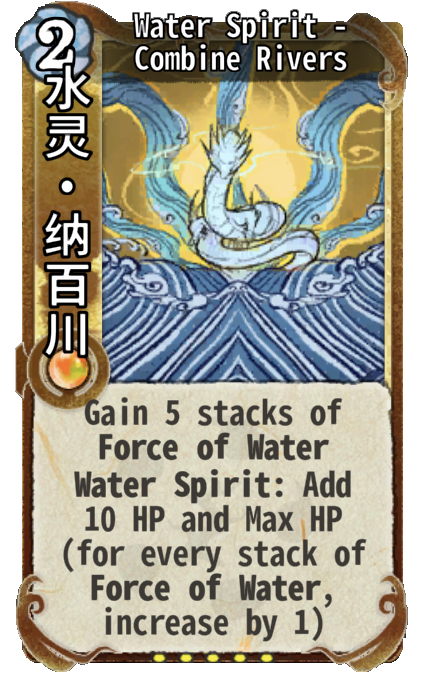 2
Water Spirit -
Combine Rivers
水灵·纳百川
Gain 5 stacks of
Force of Water
Water Spirit: Add
10 HP and Max HP
(for every stack of
Force of Water,
increase by 1)